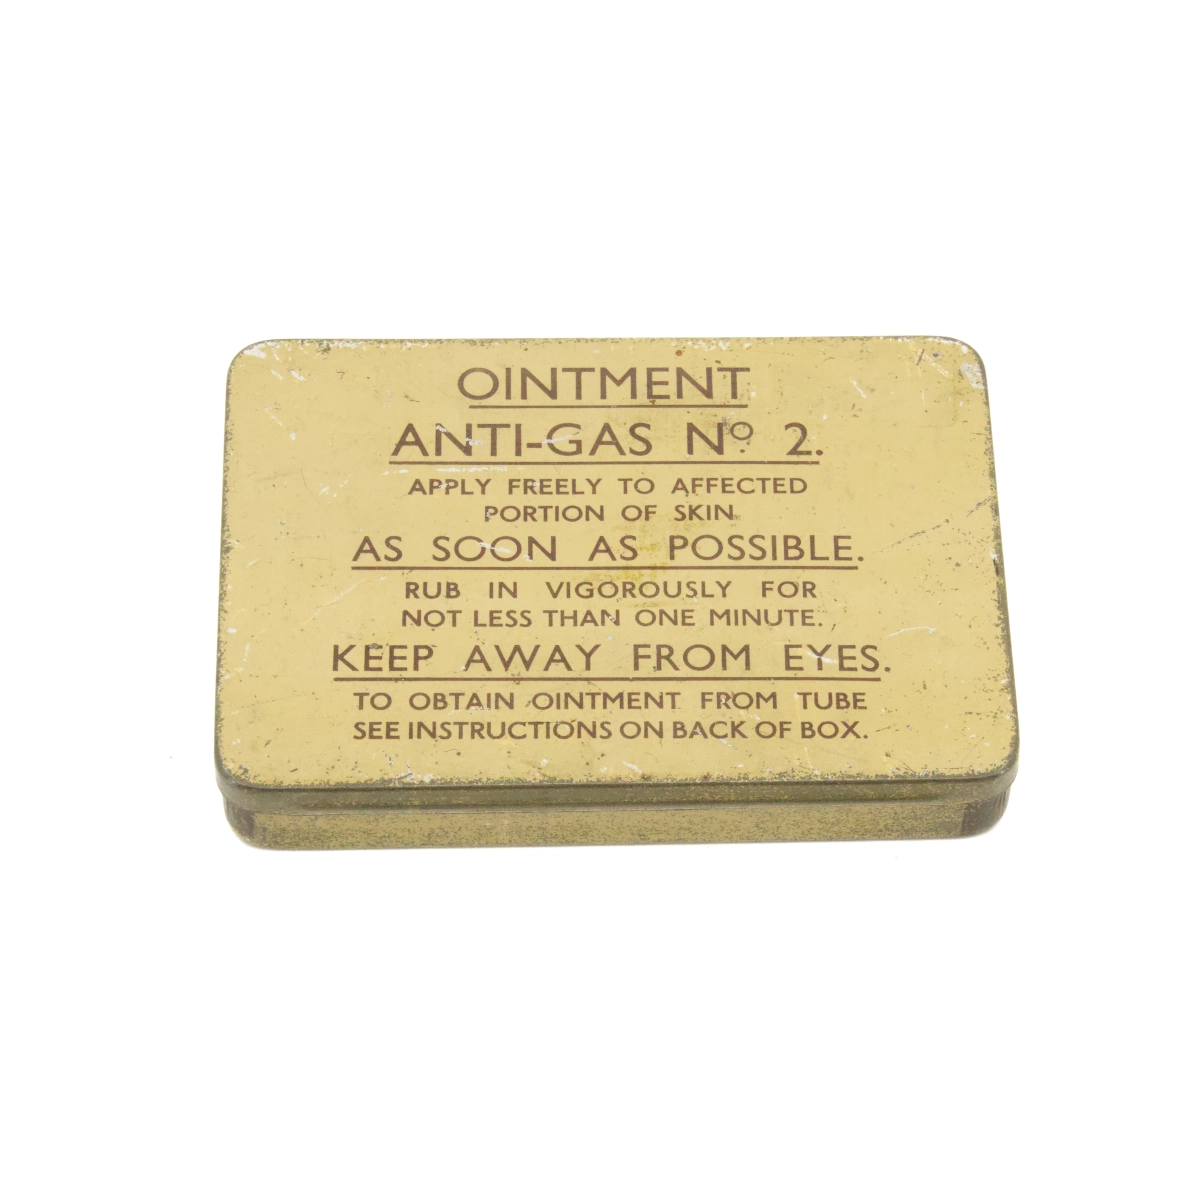 OINTMENT
ANTI-GAS Nº 2.
APPLY FREELY TO AFFECTED
PORTION OF SKIN
AS SOON AS POSSIBLE.
RUB IN VIGOROUSLY FOR
NOT LESS THAN ONE MINUTE.
KEEP AWAY FROM EYES.
TO OBTAIN OINTMENT FROM TUBE
SEE INSTRUCTIONS ON BACK OF BOX.